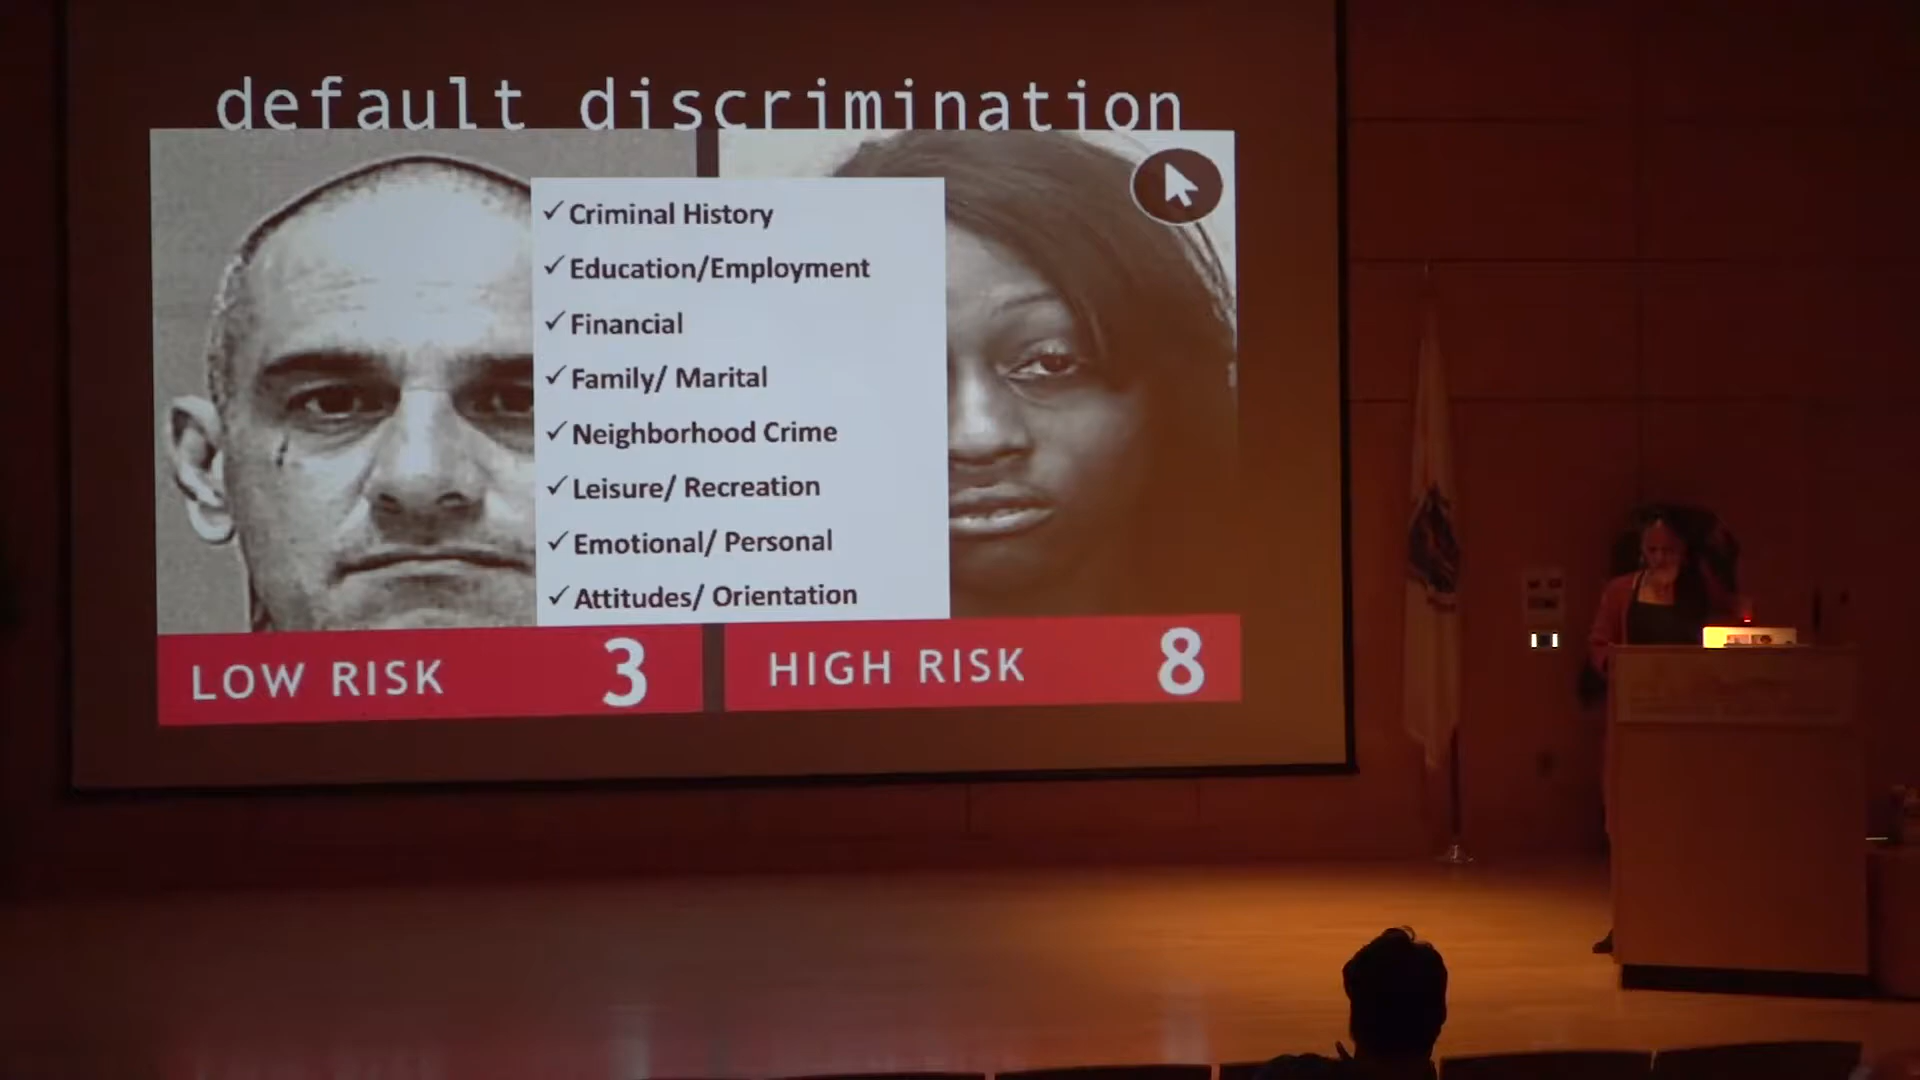 default discrimination
✓ Criminal History
✓ Education/Employment
✓ Financial
✓ Family/ Marital
✓ Neighborhood Crime
✓ Leisure/ Recreation
✓ Emotional/ Personal
✓ Attitudes/ Orientation
LOW RISK 3
HIGH RISK 8